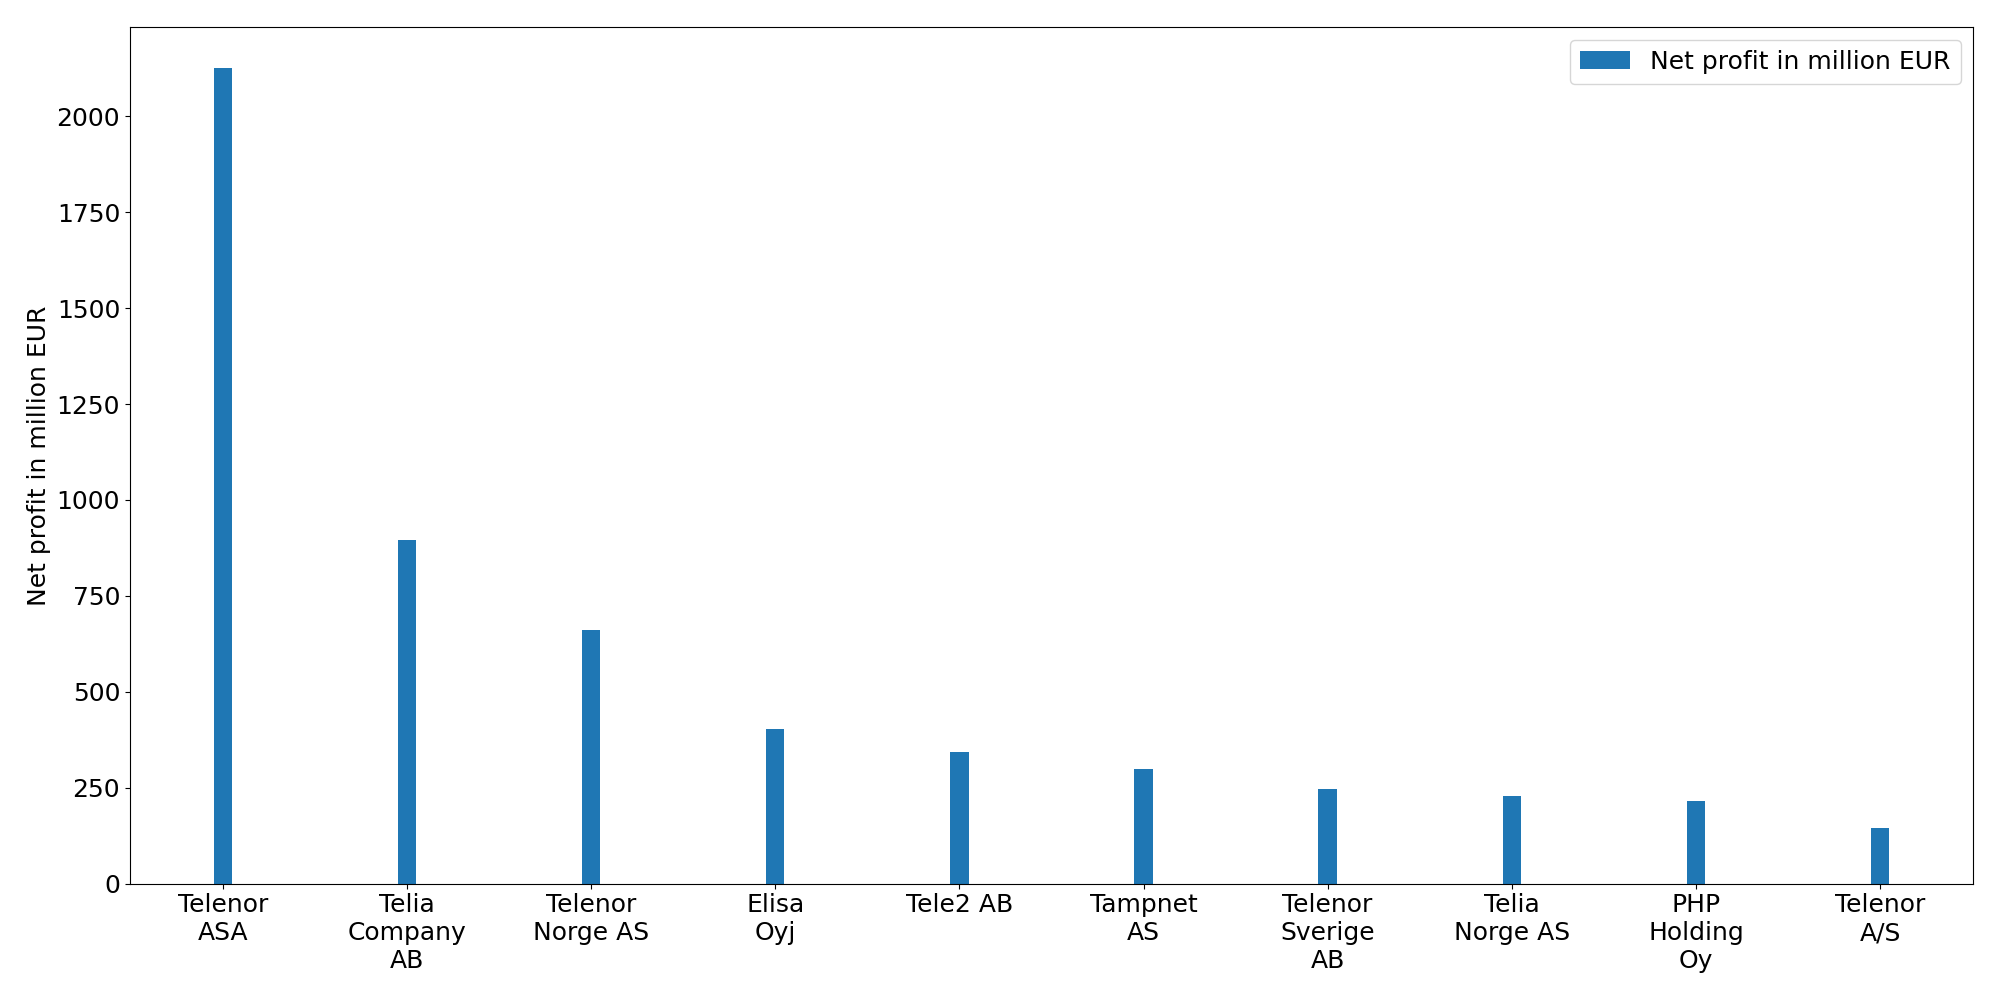 Net profit in million EUR
Net profit in million EUR
2000
1750
1500
1250
1000
750
500
250
0
Telenor
ASA
Telia
Company
AB
Telenor
Norge AS
Elisa
Oyj
Tele2 AB
Tampnet
AS
Telenor
Sverige
AB
Telia
Norge AS
PHP
Holding
Oy
Telenor
A/S